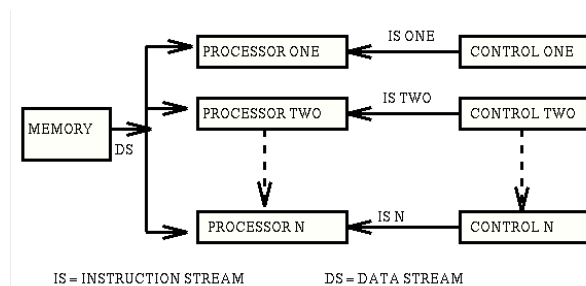 IS ONE
PROCESSOR ONE
CONTROL ONE
IS TWO
PROCESSOR TWO
CONTROL TWO
MEMORY
DS
IS N
PROCESSOR N
CONTROL N
IS = INSTRUCTION STREAM
DS = DATA STREAM